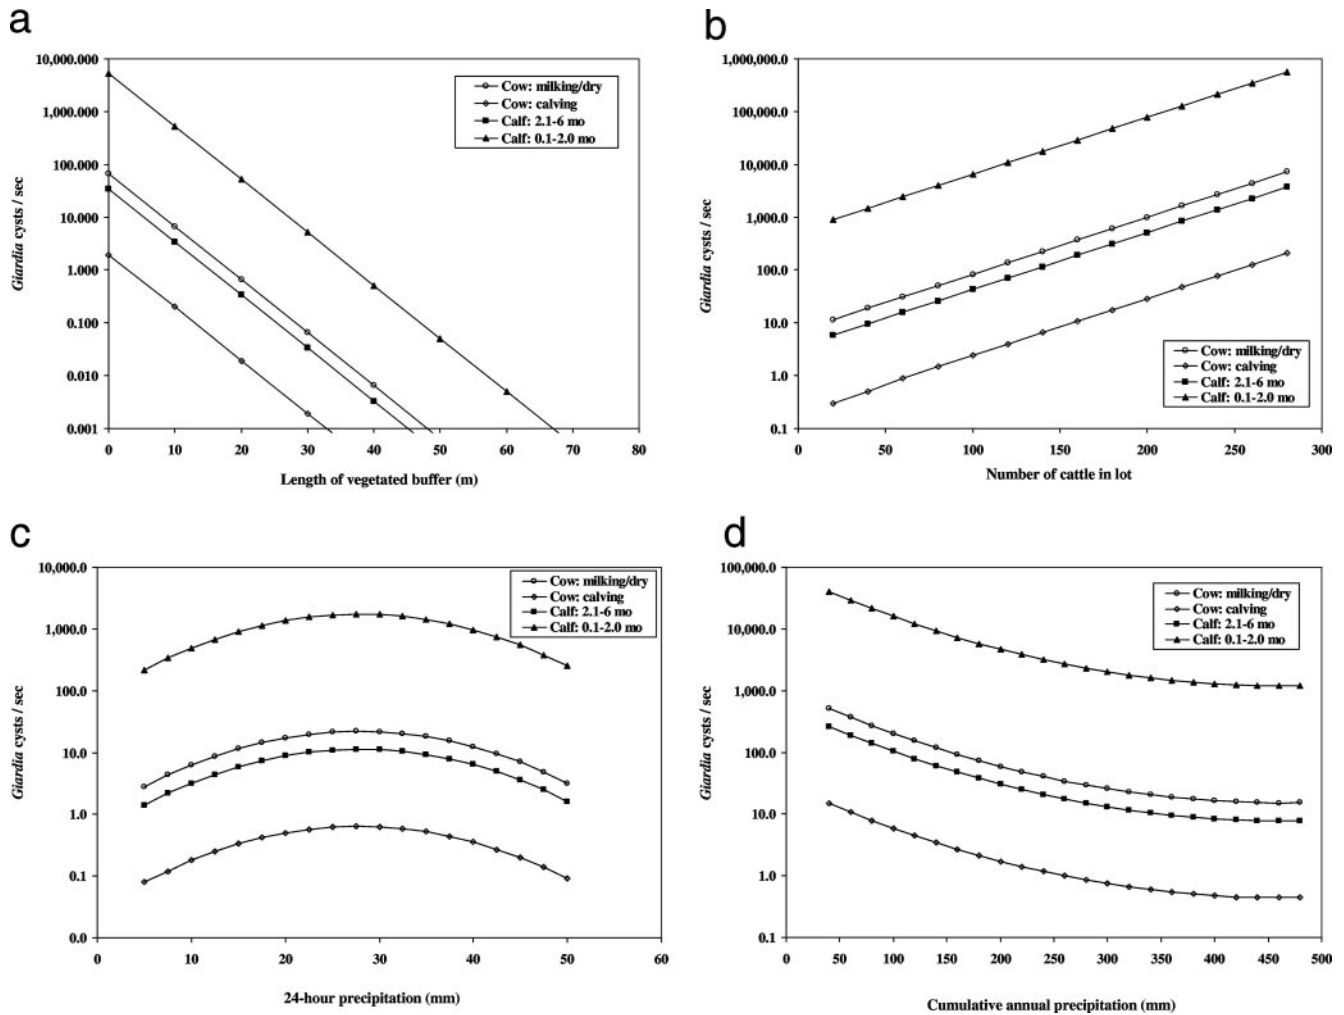 a
10,000.000
1,000.000
100.000
10.000
1.000
0.100
0.010
0.001
Giardia cysts / sec
Cow: milking/dry
Cow: calving
Calf: 2.1-6 mo
Calf: 0.1-2.0 mo
0 10 20 30 40 50 60 70 80
Length of vegetated buffer (m)
b
1,000,000.0
100,000.0
10,000.0
1,000.0
100.0
10.0
1.0
0.1
Giardia cysts / sec
Cow: milking/dry
Cow: calving
Calf: 2.1-6 mo
Calf: 0.1-2.0 mo
0 50 100 150 200 250 300
Number of cattle in lot
c
10,000.0
1,000.0
100.0
10.0
1.0
0.1
0.0
Giardia cysts / sec
Cow: milking/dry
Cow: calving
Calf: 2.1-6 mo
Calf: 0.1-2.0 mo
0 10 20 30 40 50 60
24-hour precipitation (mm)
d
100,000.0
10,000.0
1,000.0
100.0
10.0
1.0
0.1
Giardia cysts / sec
Cow: milking/dry
Cow: calving
Calf: 2.1-6 mo
Calf: 0.1-2.0 mo
0 50 100 150 200 250 300 350 400 450 500
Cumulative annual precipitation (mm)